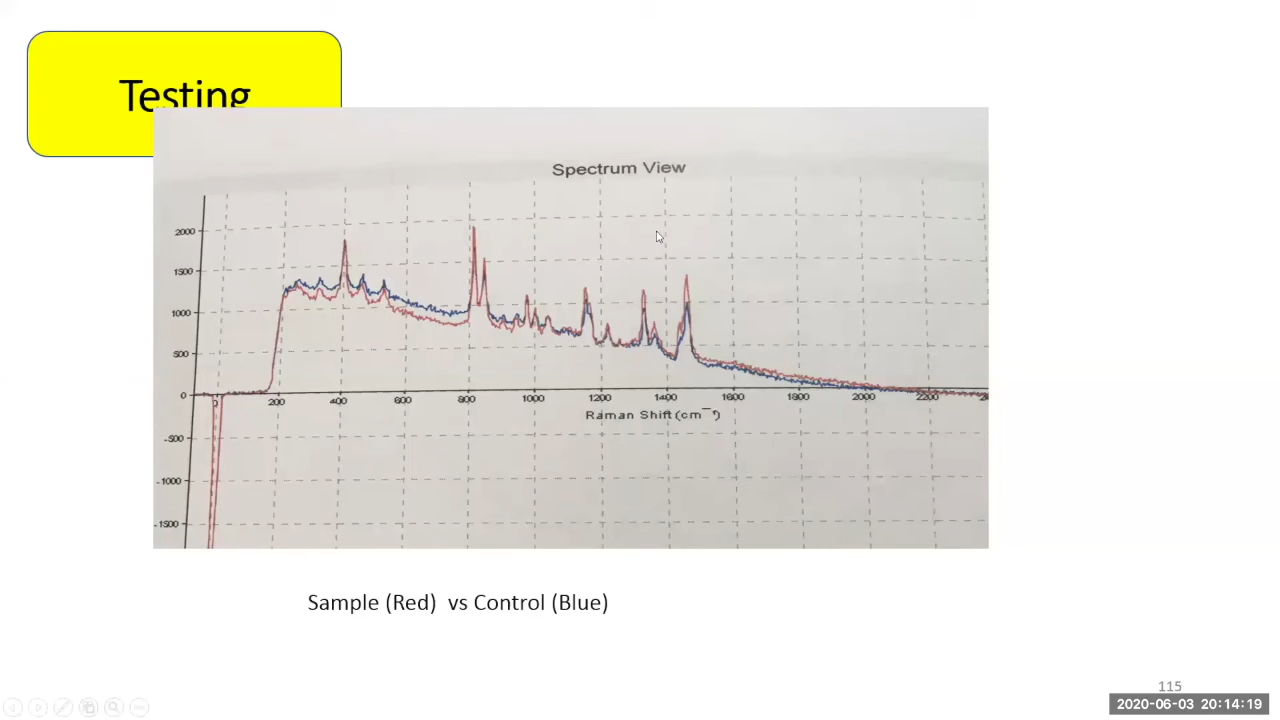 Testing
Spectrum View
2000
1500
1000
500
0
-500
-1000
-1500
0 200 400 600 800 1000 1200 1400 1600 1800 2000 2200
Raman Shift (cm⁻¹)
Sample (Red) vs Control (Blue)
115
2020-06-03 20:14:19